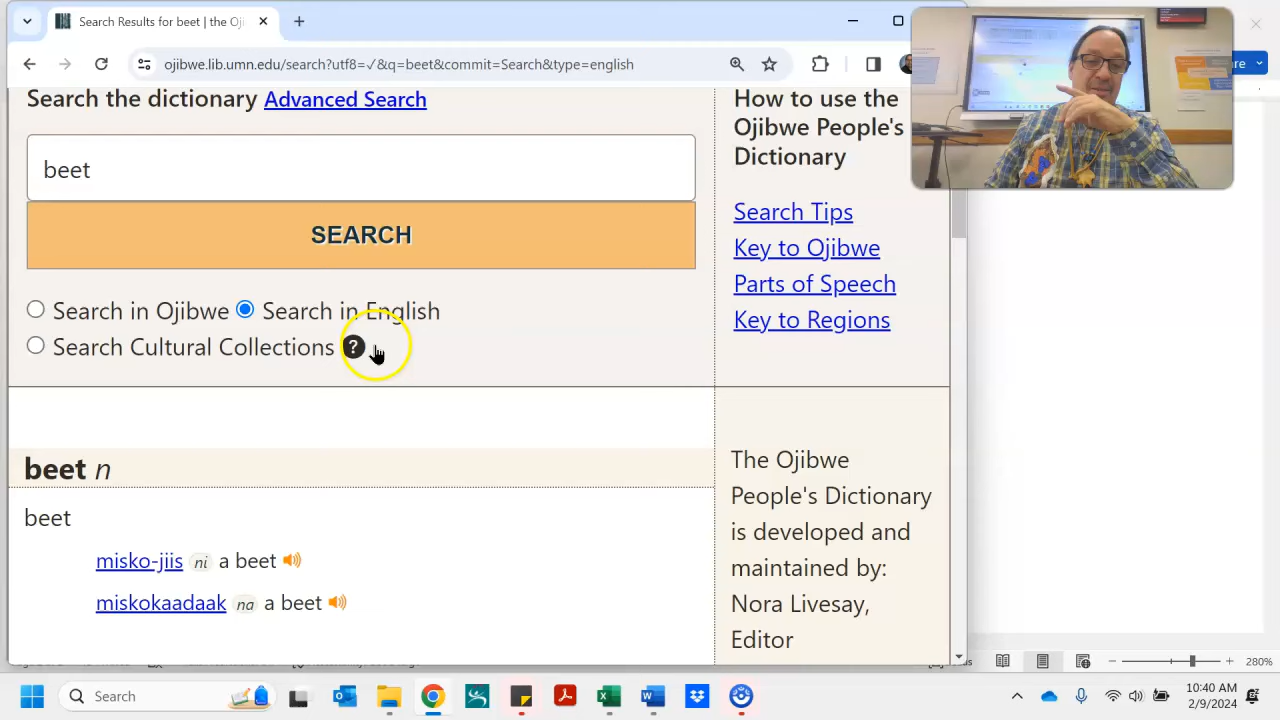 Search Results for beet | the Oji
ojibwe.lib.umn.edu/search?utf8=✓&q=beet&commit=Search&type=english
Search the dictionary Advanced Search
beet
SEARCH
Search in Ojibwe Search in English
Search Cultural Collections ?
beet n
beet
misko-jiis ni a beet
miskokaadaak na a beet
How to use the
Ojibwe People's
Dictionary
Search Tips
Key to Ojibwe
Parts of Speech
Key to Regions
The Ojibwe
People's Dictionary
is developed and
maintained by:
Nora Livesay,
Editor
280%
Search
10:40 AM
2/9/2024